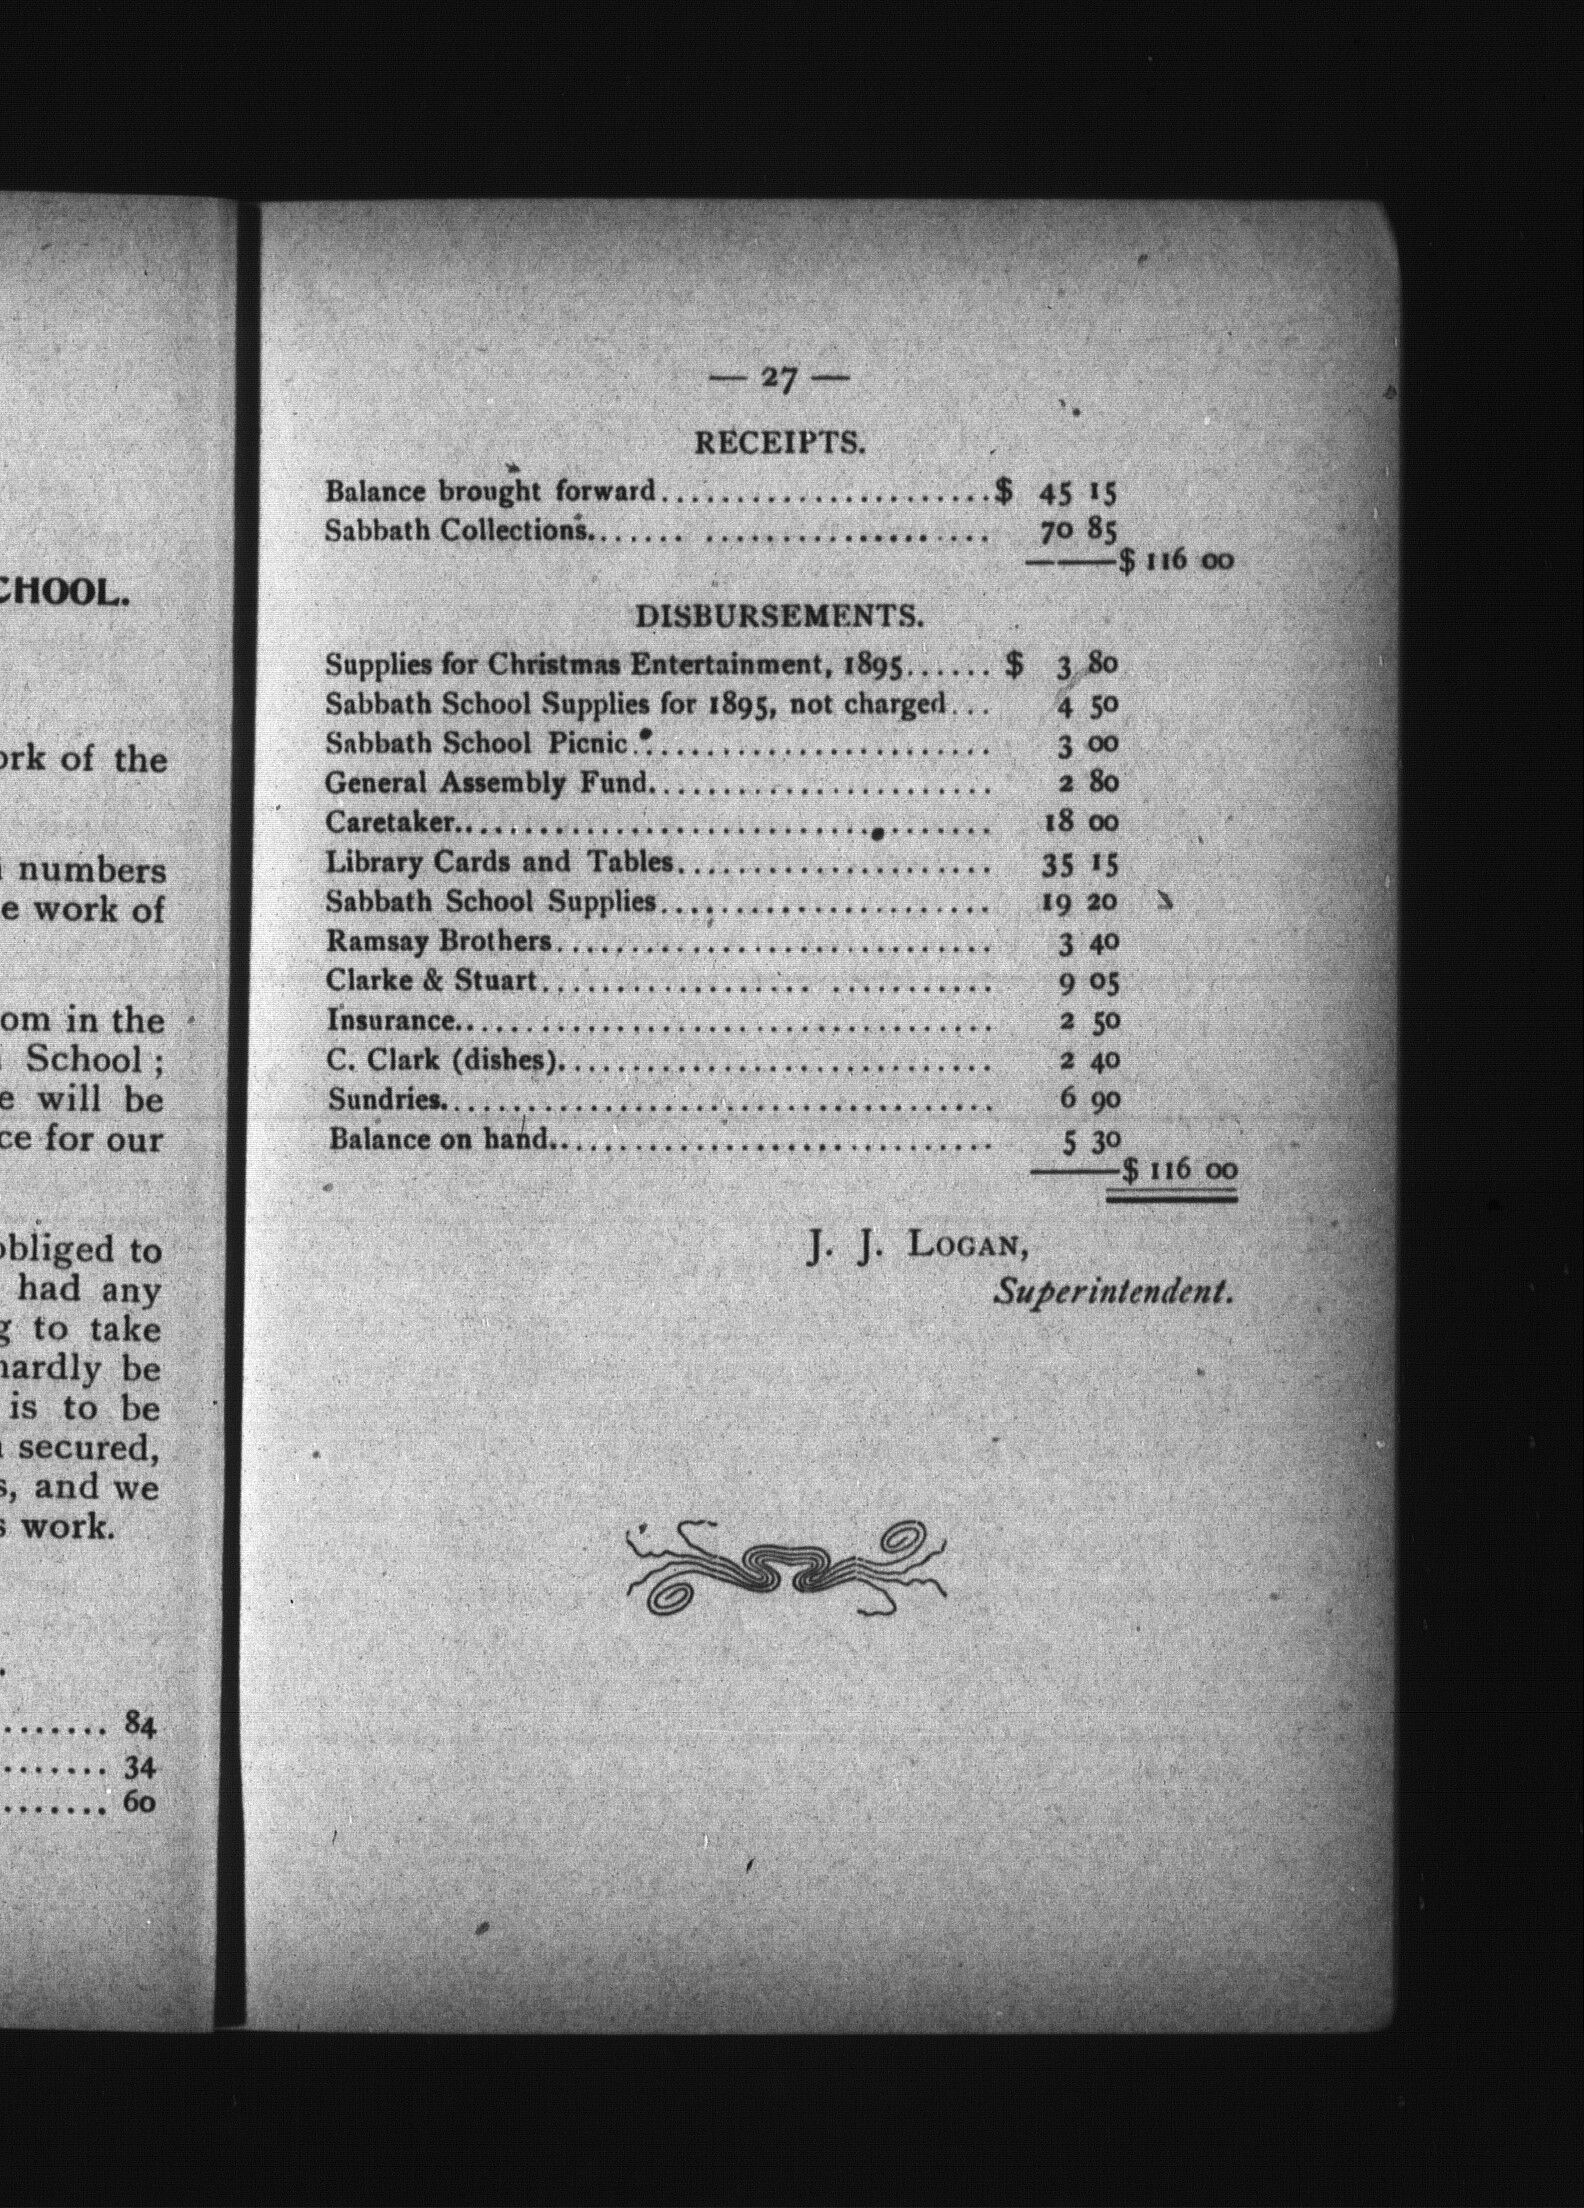 CHOOL.
ork of the
numbers
e work of
om in the
School ;
e will be
ce for our
obliged to
had any
g to take
hardly be
is to be
secured,
s, and we
s work.
........ 84
........ 34
........ 60
— 27 —
RECEIPTS.
Balance brought forward......................$ 45 15
Sabbath Collections....... ................... 70 85
$ 116 00
DISBURSEMENTS.
Supplies for Christmas Entertainment, 1895...... $ 3 80
Sabbath School Supplies for 1895, not charged... 4 50
Sabbath School Picnic........................ 3 00
General Assembly Fund....................... 2 80
Caretaker.................................... 18 00
Library Cards and Tables..................... 35 15
Sabbath School Supplies...................... 19 20
Ramsay Brothers............................. 3 40
Clarke & Stuart.................. ........... 9 05
Insurance.................................... 2 50
C. Clark (dishes)............................. 2 40
Sundries..................................... 6 90
Balance on hand.............................. 5 30
$ 116 00
J. J. LOGAN,
Superintendent.